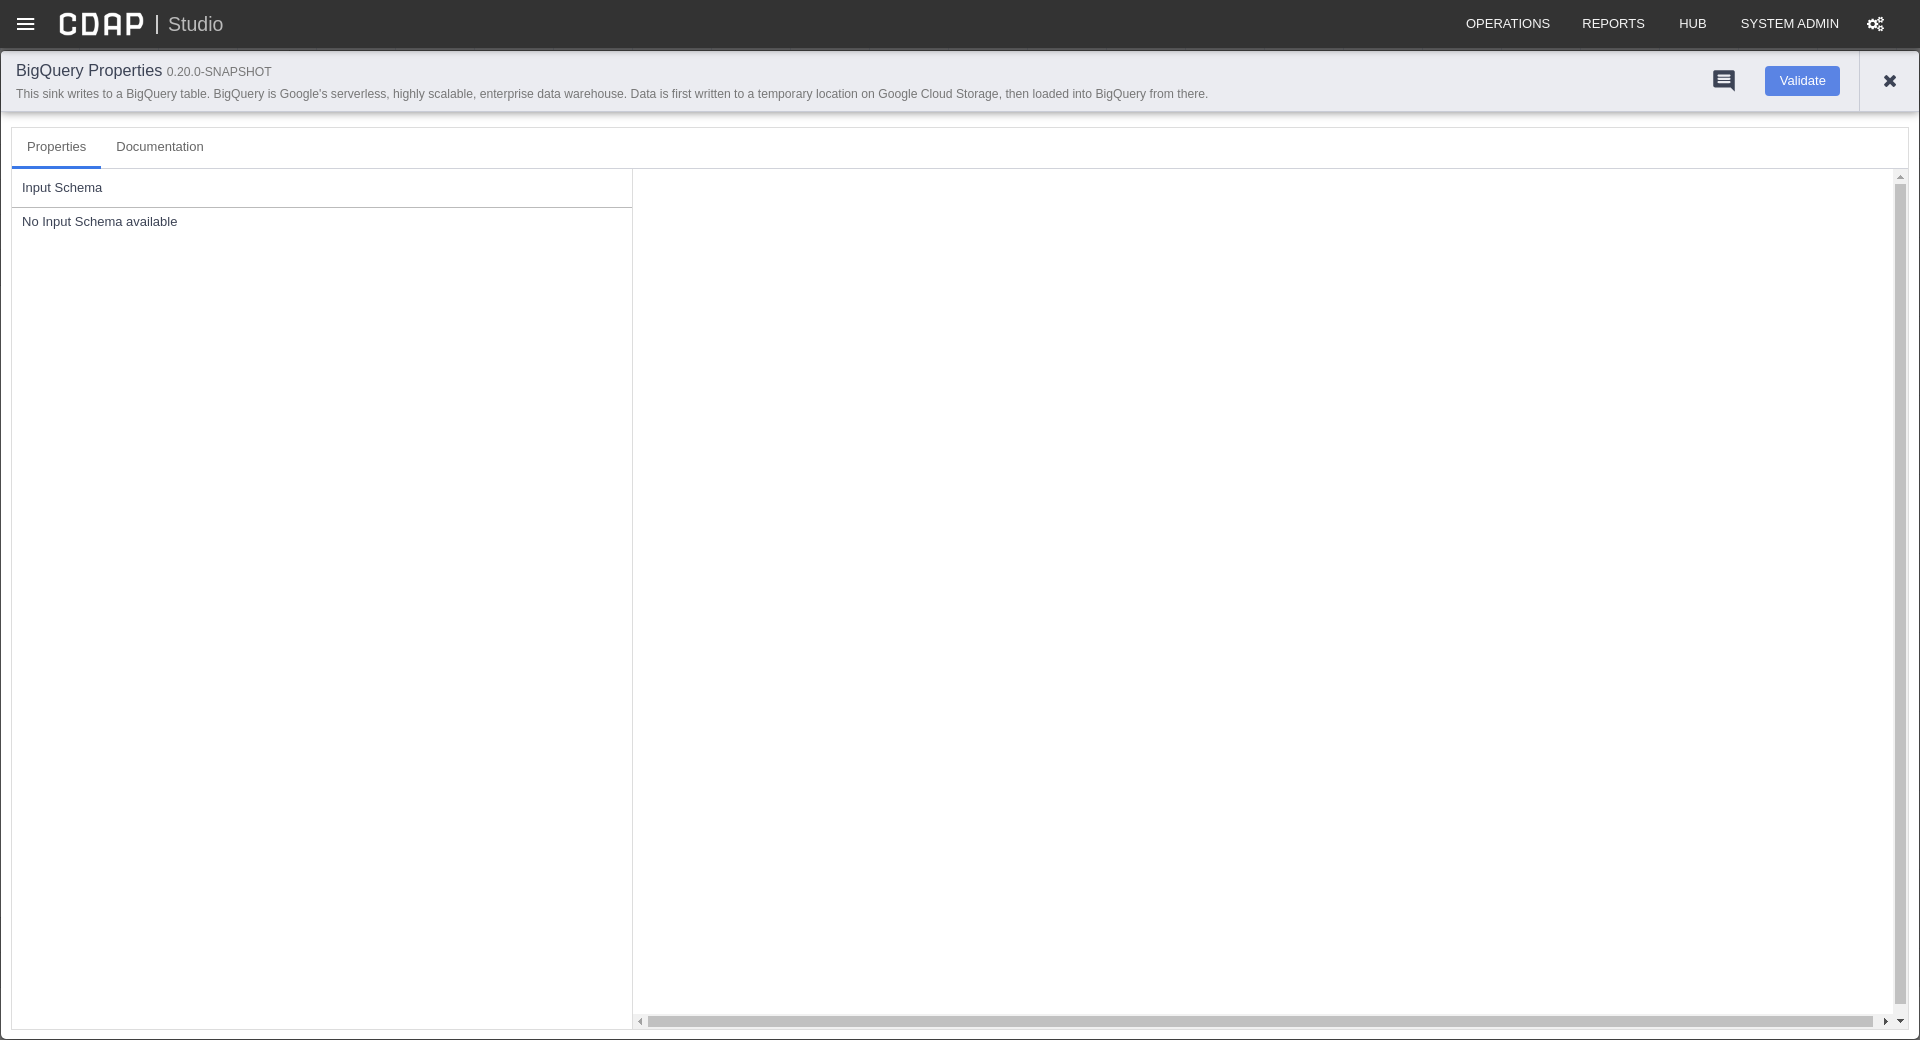 CDAP | Studio OPERATIONS REPORTS HUB SYSTEM ADMIN
BigQuery Properties 0.20.0-SNAPSHOT
This sink writes to a BigQuery table. BigQuery is Google's serverless, highly scalable, enterprise data warehouse. Data is first written to a temporary location on Google Cloud Storage, then loaded into BigQuery from there.
Validate
Properties Documentation
Input Schema
No Input Schema available